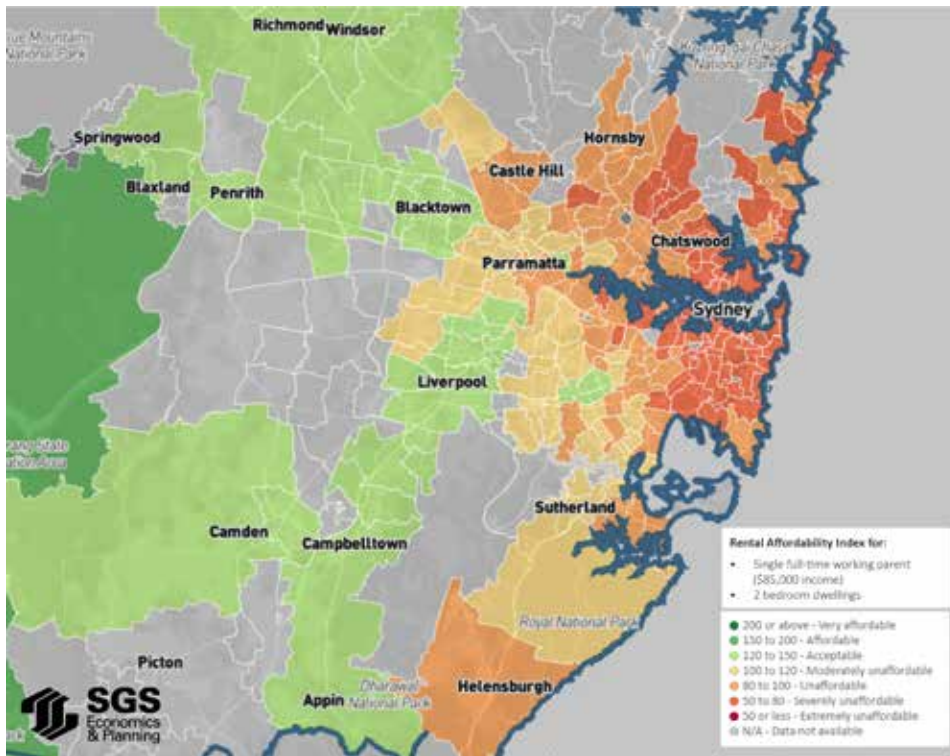 Richmond Windsor
National Park
Ku-ring-gai Chase
National Park
Springwood
Hornsby
Castle Hill
Blaxland
Penrith
Blacktown
Chatswood
Parramatta
Sydney
Liverpool
Sutherland
Camden
Campbelltown
Royal National Park
Picton
Appin
Dharawal
National Park
Helensburgh
SGS
Economics
& Planning
Rental Affordability Index for:
• Single full-time working parent
($85,000 income)
• 2 bedroom dwellings
200 or above - Very affordable
150 to 200 - Affordable
120 to 150 - Acceptable
100 to 120 - Moderately unaffordable
80 to 100 - Unaffordable
50 to 80 - Severely unaffordable
50 or less - Extremely unaffordable
N/A - Data not available